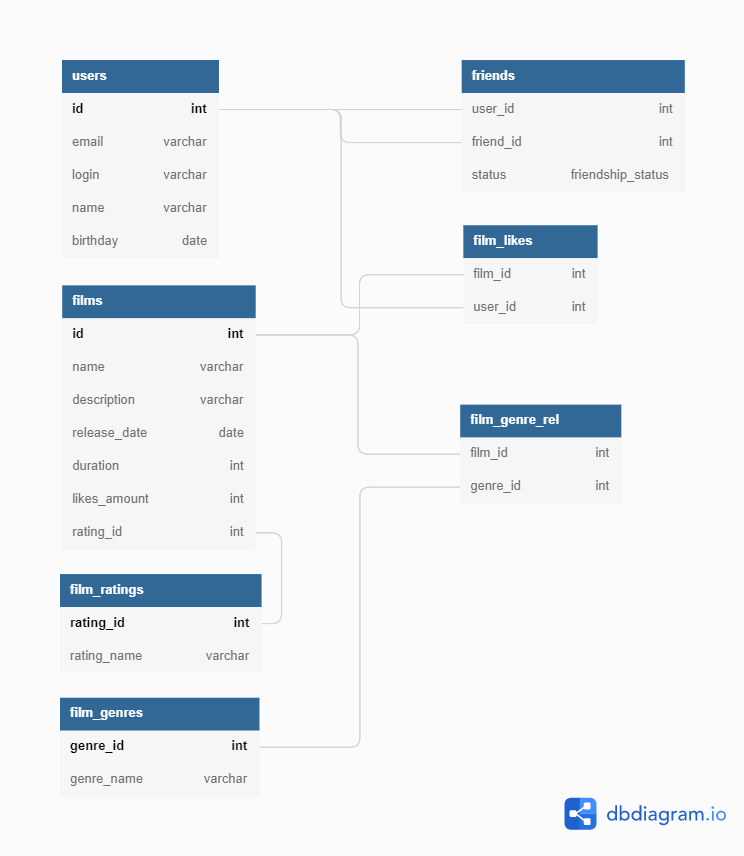 users
id int
email varchar
login varchar
name varchar
birthday date
friends
user_id int
friend_id int
status friendship_status
film_likes
film_id int
user_id int
films
id int
name varchar
description varchar
release_date date
duration int
likes_amount int
rating_id int
film_genre_rel
film_id int
genre_id int
film_ratings
rating_id int
rating_name varchar
film_genres
genre_id int
genre_name varchar
dbdiagram.io